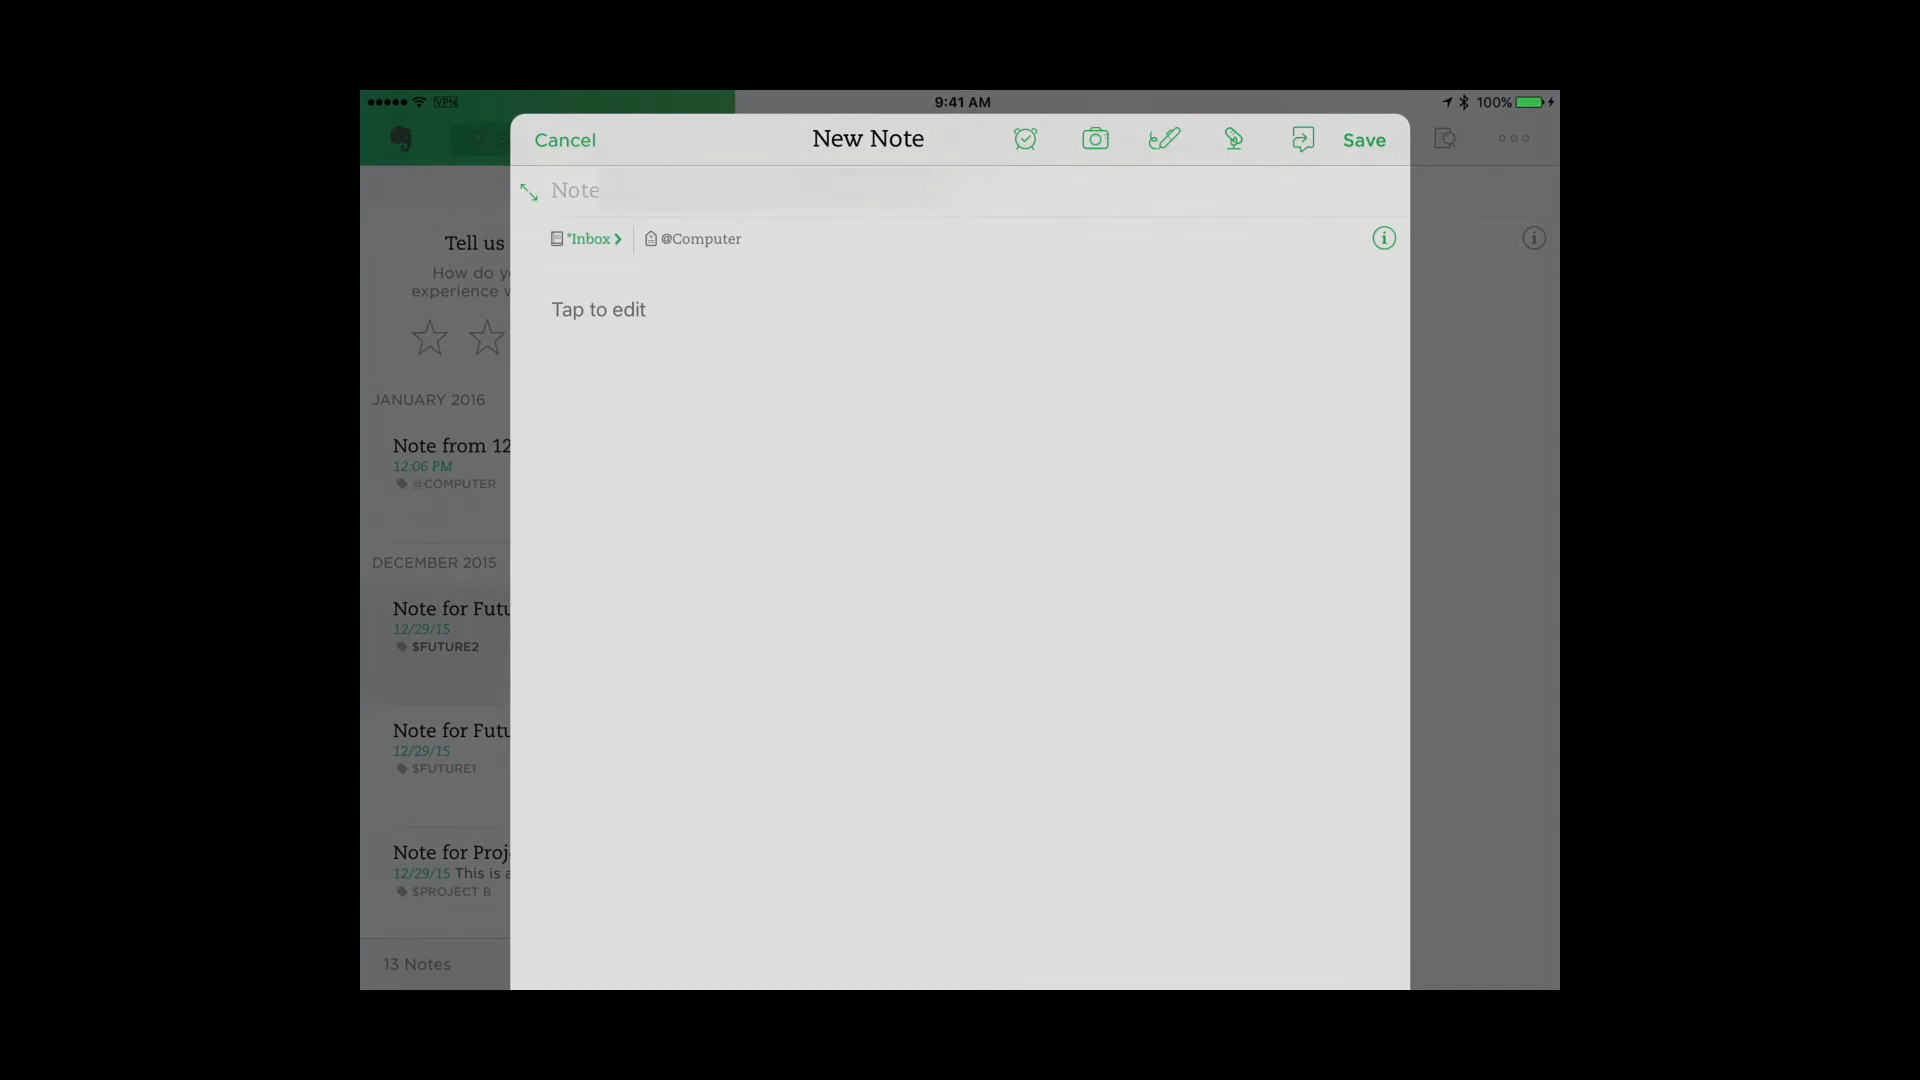 VPN 9:41 AM 100%
Cancel New Note Save
Note
*Inbox @Computer
Tap to edit
Tell us
How do
experience
JANUARY 2016
Note from 12
12:06 PM
@COMPUTER
DECEMBER 2015
Note for Futu
12/29/15
$FUTURE2
Note for Futu
12/29/15
$FUTURE1
Note for Proj
12/29/15 This is
$PROJECT B
13 Notes